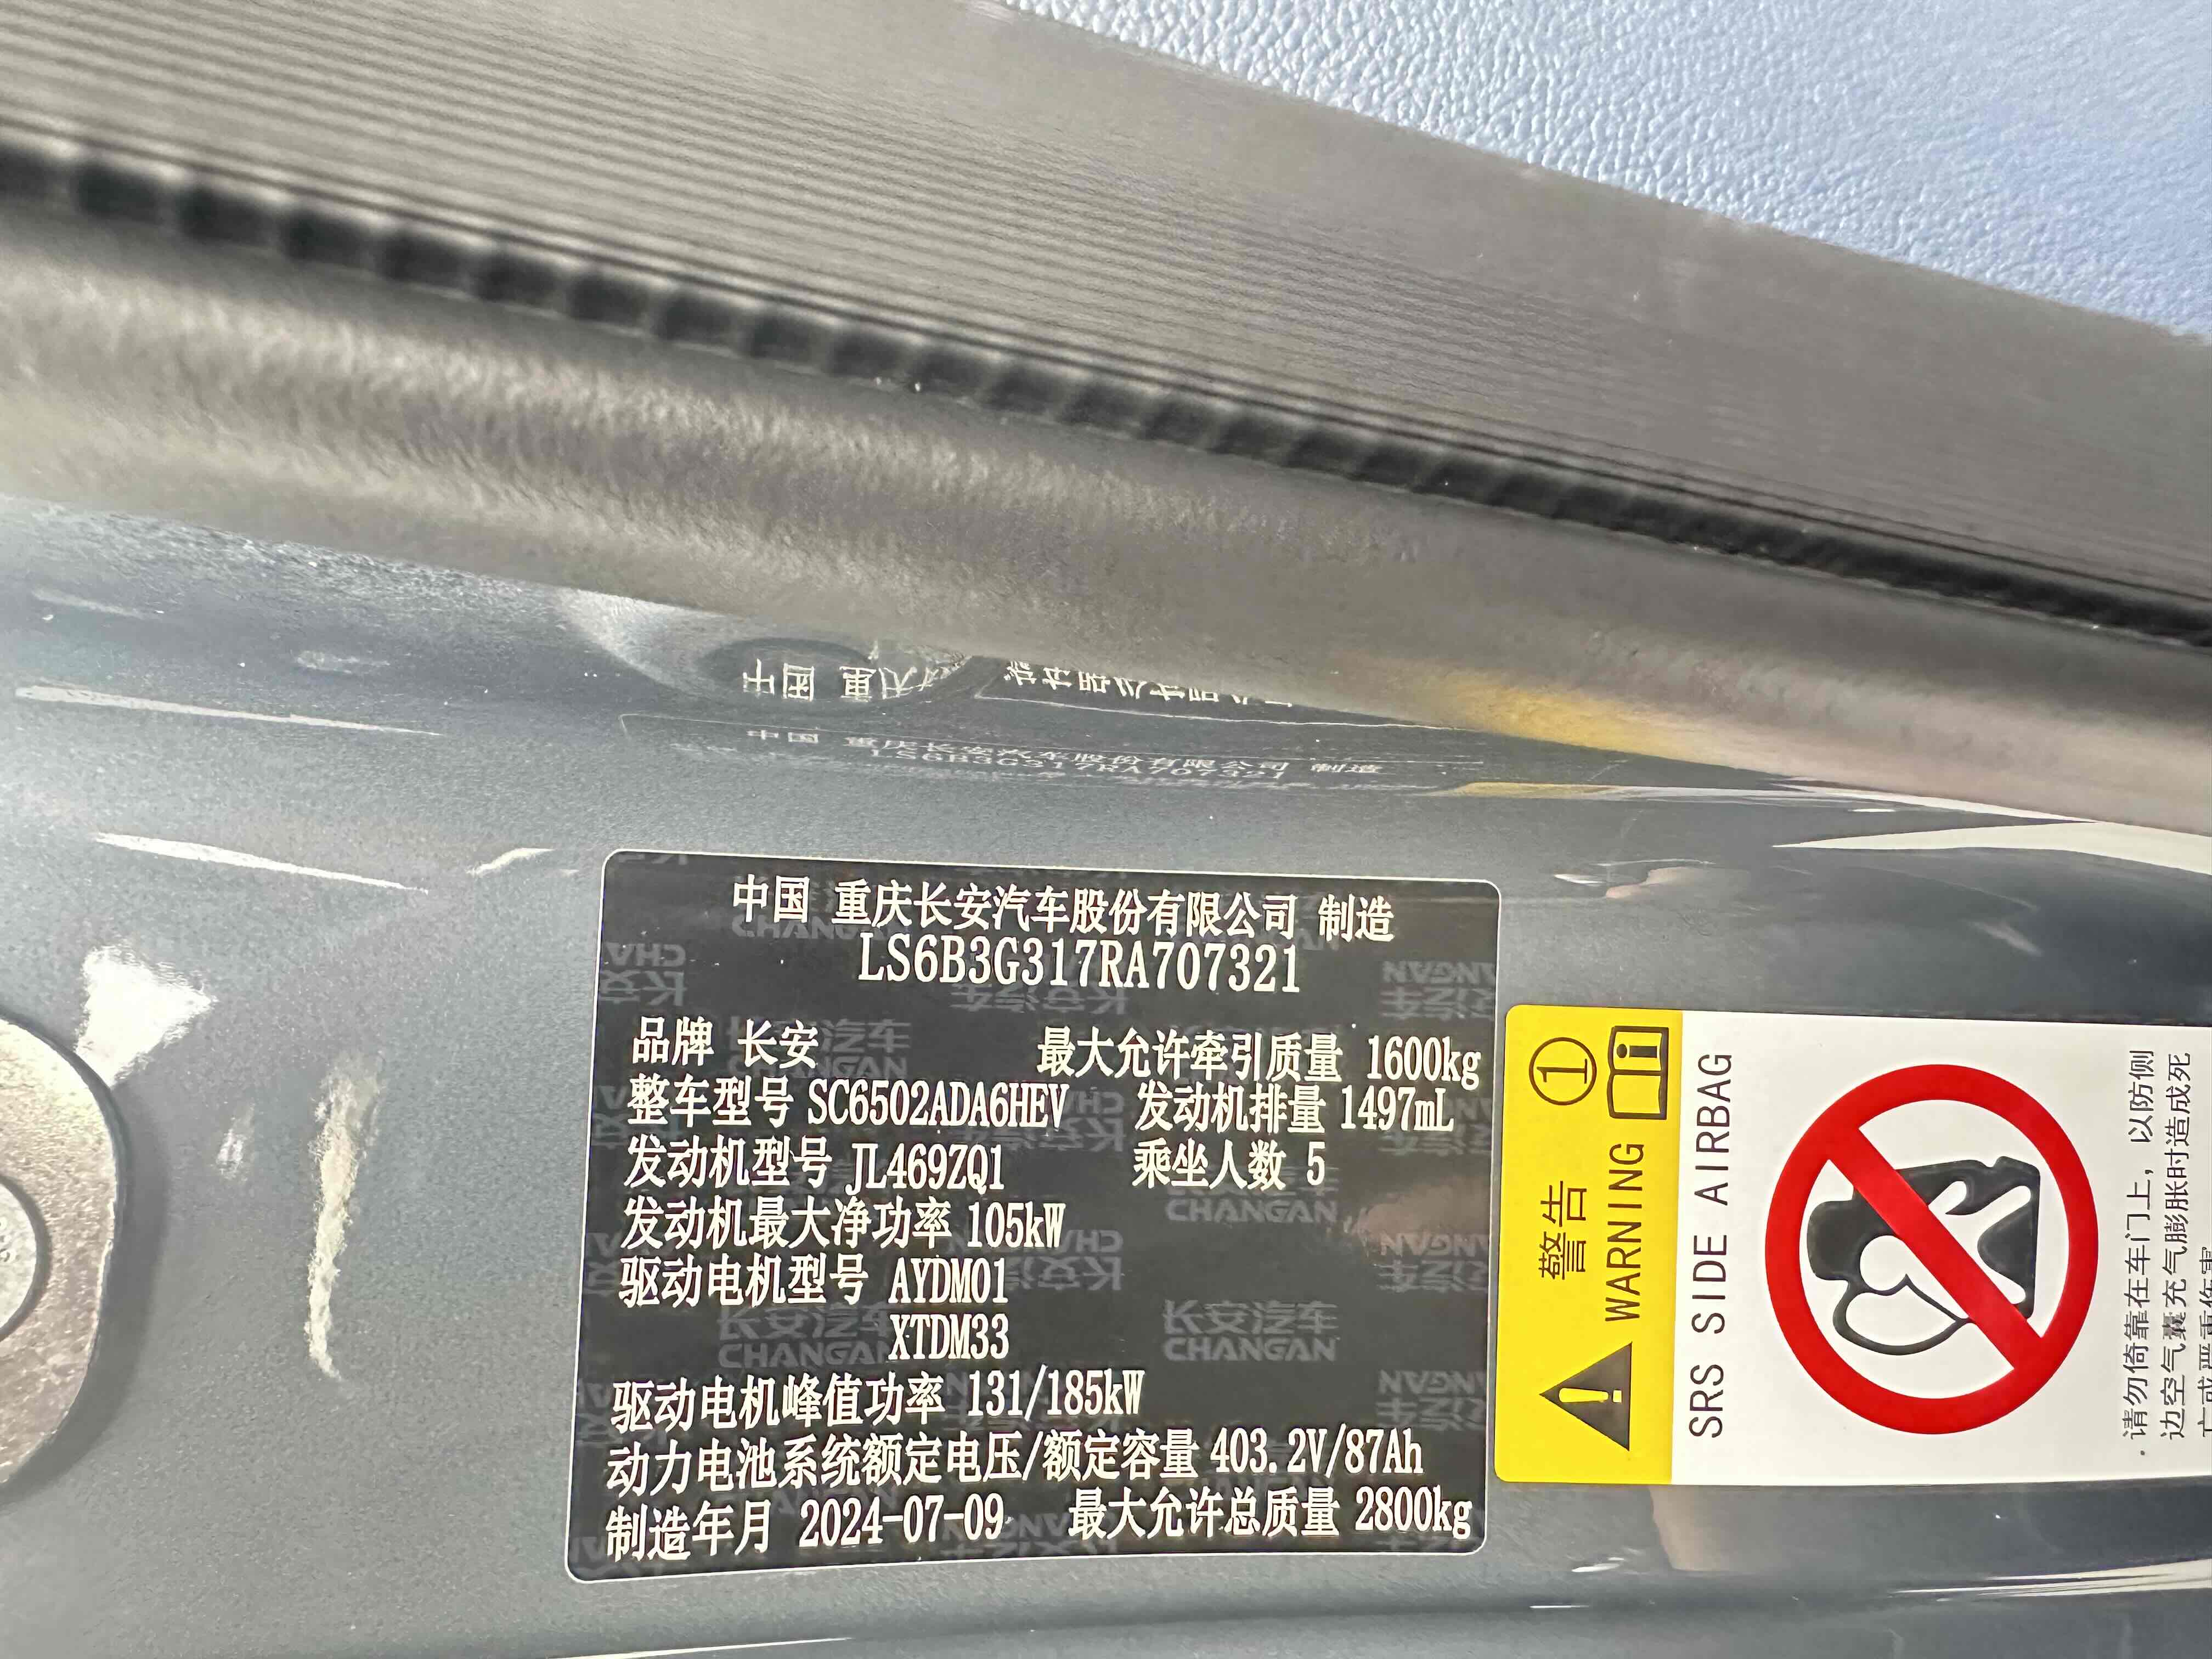 中国 重庆长安汽车股份有限公司 制造
LS6B3G317RA707321
品牌 长安 最大允许牵引质量 1600kg
整车型号 SC6502ADA6HEV 发动机排量 1497mL
发动机型号 JL469ZQ1 乘坐人数 5
发动机最大净功率 105kW
驱动电机型号 AYDM01
XTDM33
驱动电机峰值功率 131/185kW
动力电池系统额定电压/额定容量 403.2V/87Ah
制造年月 2024-07-09 最大允许总质量 2800kg
长安汽车
CHANGAN
警告
WARNING
①
SRS SIDE AIRBAG
·请勿倚靠在车门上，以防侧
边空气囊充气膨胀时造成死